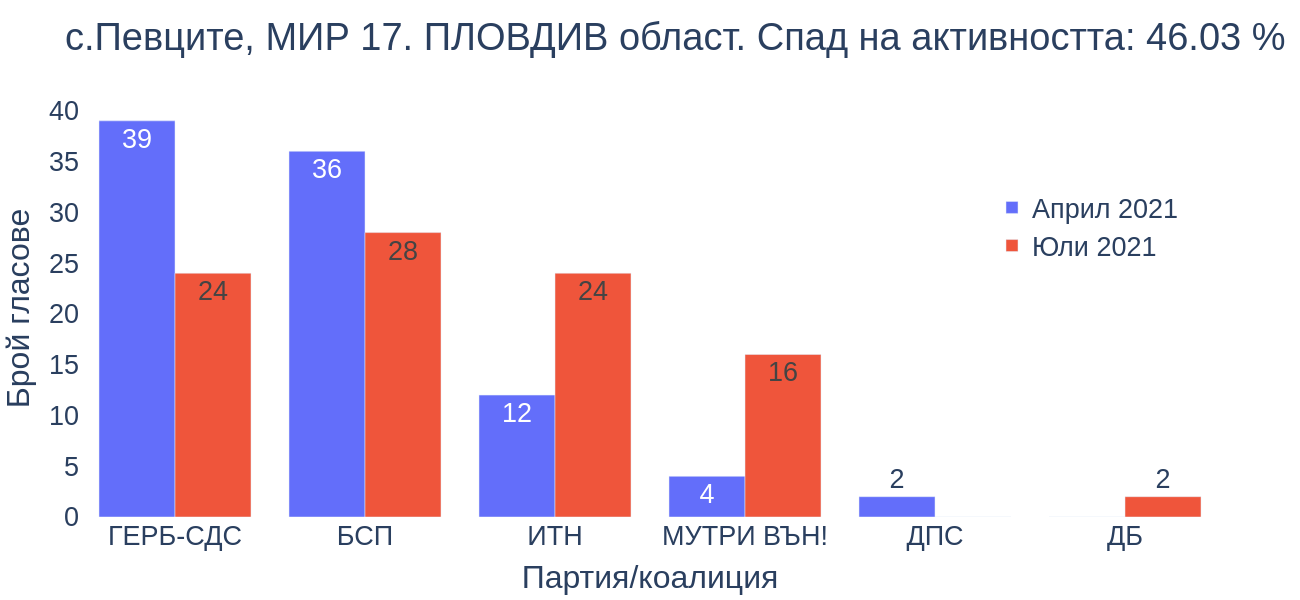 с.Певците, МИР 17. ПЛОВДИВ област. Спад на активността: 46.03 %
Брой гласове
40
35
30
25
20
15
10
5
0
39
24
36
28
12
24
4
16
2
2
Април 2021
Юли 2021
ГЕРБ-СДС
БСП
ИТН
МУТРИ ВЪН!
ДПС
ДБ
Партия/коалиция